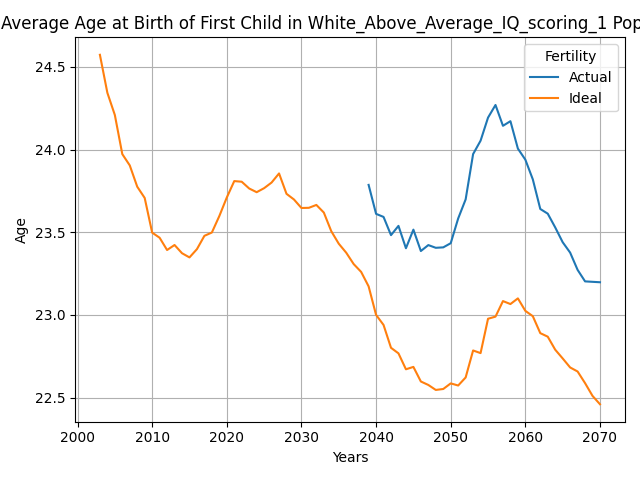 Average Age at Birth of First Child in White_Above_Average_IQ_scoring_1 Pop
Fertility
Actual
Ideal
24.5
24.0
23.5
23.0
22.5
Age
2000 2010 2020 2030 2040 2050 2060 2070
Years